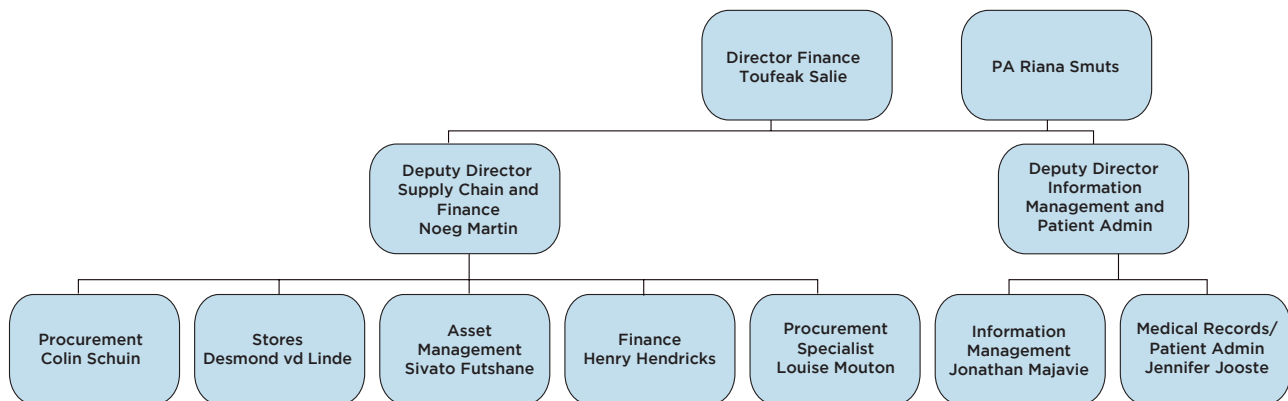 Director Finance
Toufeak Salie
PA Riana Smuts
Deputy Director
Supply Chain and
Finance
Noeg Martin
Deputy Director
Information
Management and
Patient Admin
Procurement
Colin Schuin
Stores
Desmond vd Linde
Asset
Management
Sivato Futshane
Finance
Henry Hendricks
Procurement
Specialist
Louise Mouton
Information
Management
Jonathan Majavie
Medical Records/
Patient Admin
Jennifer Jooste